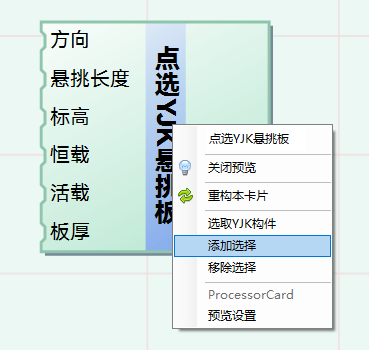 方向
悬挑长度
标高
恒载
活载
板厚
点选YJK悬挑板
点选YJK悬挑板
关闭预览
重构本卡片
选取YJK构件
添加选择
移除选择
ProcessorCard
预览设置